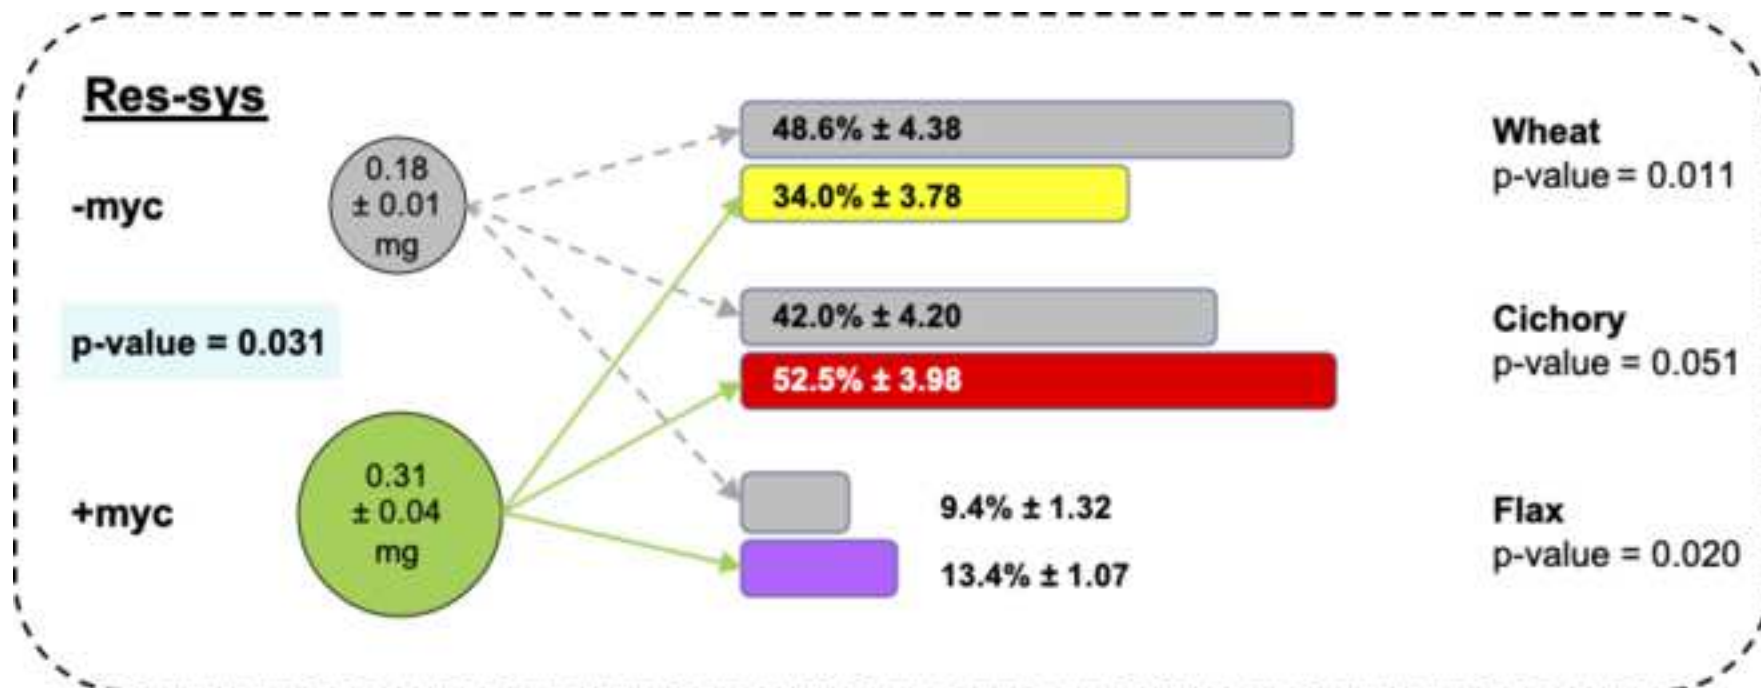 Res-sys
-myc
0.18
± 0.01
mg
p-value = 0.031
+myc
0.31
± 0.04
mg
48.6% ± 4.38
34.0% ± 3.78
Wheat
p-value = 0.011
42.0% ± 4.20
52.5% ± 3.98
Cichory
p-value = 0.051
9.4% ± 1.32
13.4% ± 1.07
Flax
p-value = 0.020